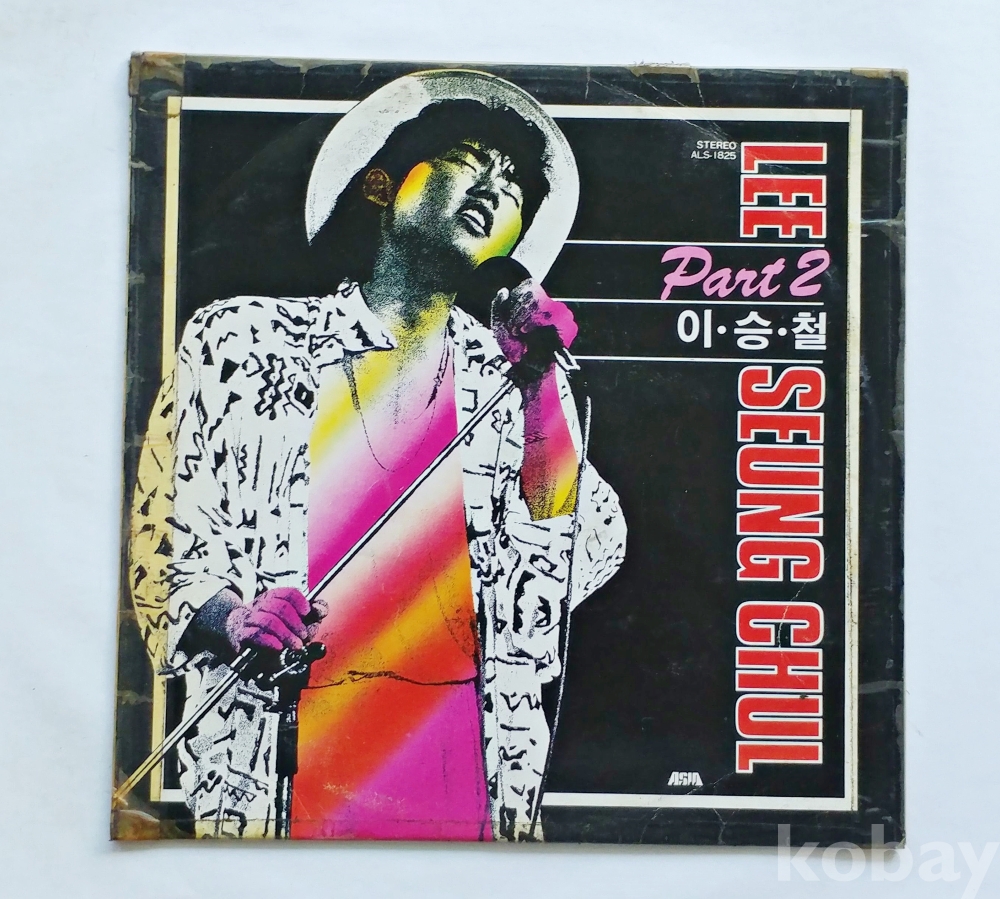 STEREO
ALS-1825
LEE
Part 2
이·승·철
SEUNG CHUL
ASIA
kobay